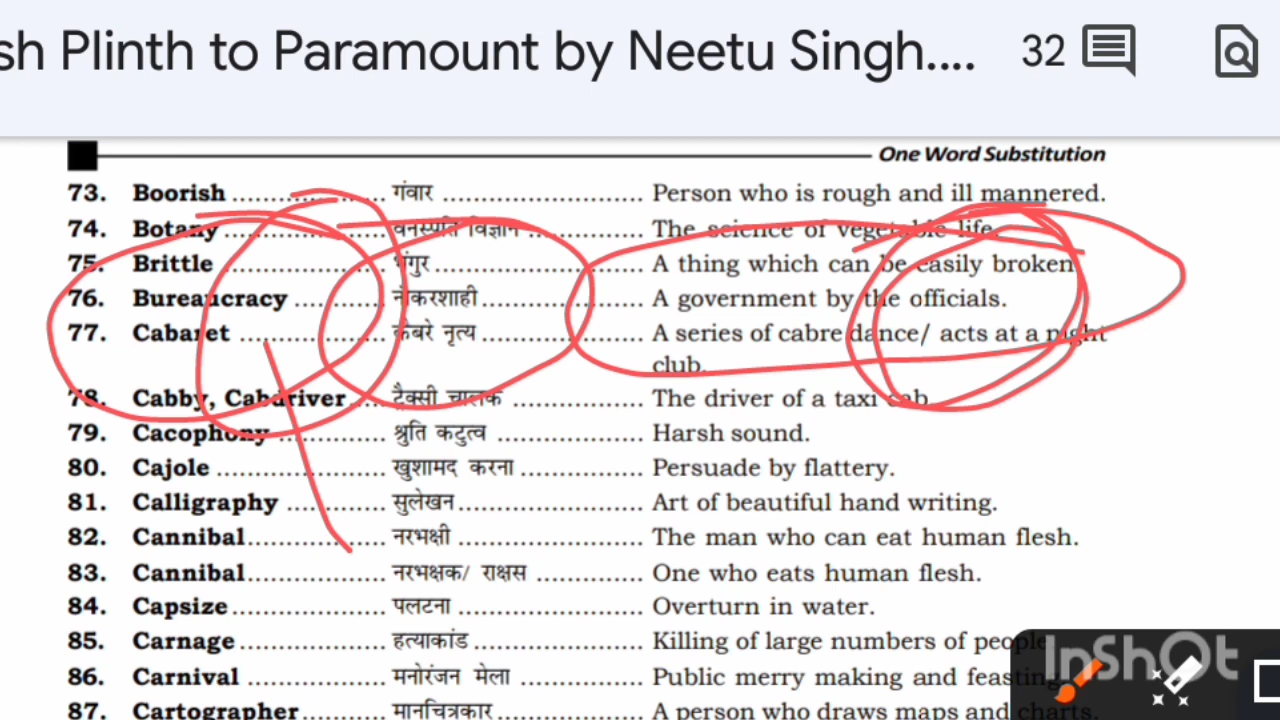 sh Plinth to Paramount by Neetu Singh.... 32
One Word Substitution
73. Boorish .................... गंवार .......................... Person who is rough and ill mannered.
74. Botany ..................... वनस्पति विज्ञान ............... The science of vegetable life.
75. Brittle ..................... भंगुर ........................... A thing which can be easily broken
76. Bureaucracy ............ नौकरशाही ..................... A government by the officials.
77. Cabaret ................... कैबरे नृत्य ..................... A series of cabre dance/ acts at a night
club.
78. Cabby, Cabdriver .... टैक्सी चालक ................. The driver of a taxi cab.
79. Cacophony .............. श्रुति कटुत्व ................... Harsh sound.
80. Cajole ...................... खुशामद करना ............... Persuade by flattery.
81. Calligraphy ............. सुलेखन ........................ Art of beautiful hand writing.
82. Cannibal .................. नरभक्षी ........................ The man who can eat human flesh.
83. Cannibal .................. नरभक्षक/ राक्षस .............. One who eats human flesh.
84. Capsize .................... पलटना ........................ Overturn in water.
85. Carnage ................... हत्याकांड ...................... Killing of large numbers of people
86. Carnival ................... मनोरंजन मेला ................. Public merry making and feasting.
87. Cartographer ........... मानचित्रकार ................... A person who draws maps and charts.
InShOt